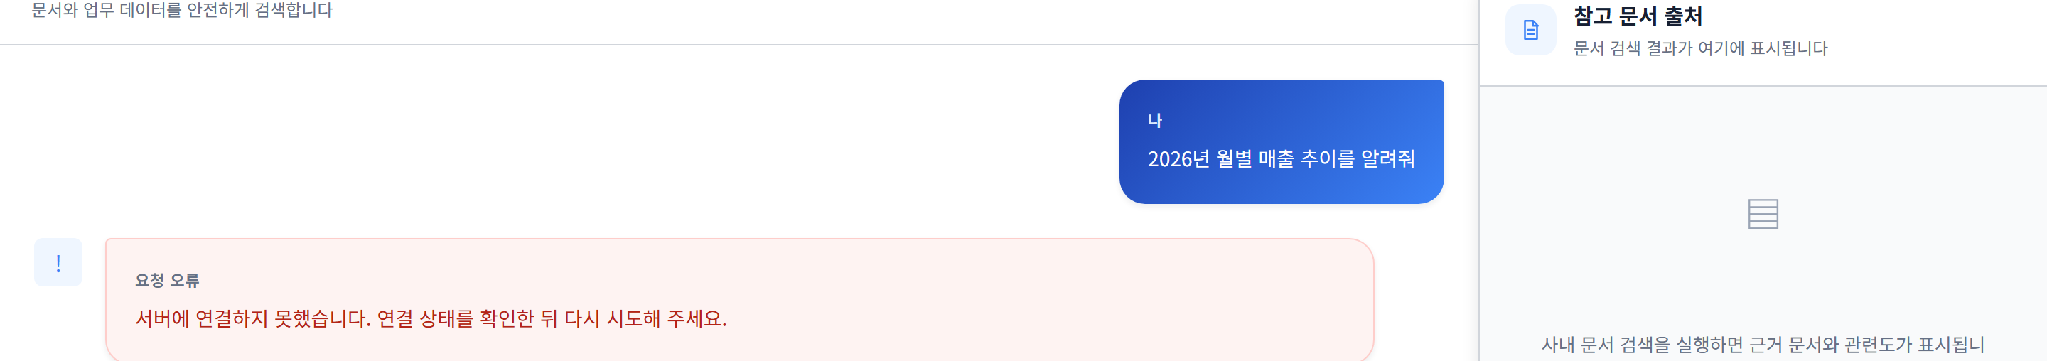 문서와 업무 데이터를 안전하게 검색합니다
나
2026년 월별 매출 추이를 알려줘
!
요청 오류
서버에 연결하지 못했습니다. 연결 상태를 확인한 뒤 다시 시도해 주세요.
참고 문서 출처
문서 검색 결과가 여기에 표시됩니다
사내 문서 검색을 실행하면 근거 문서와 관련도가 표시됩니